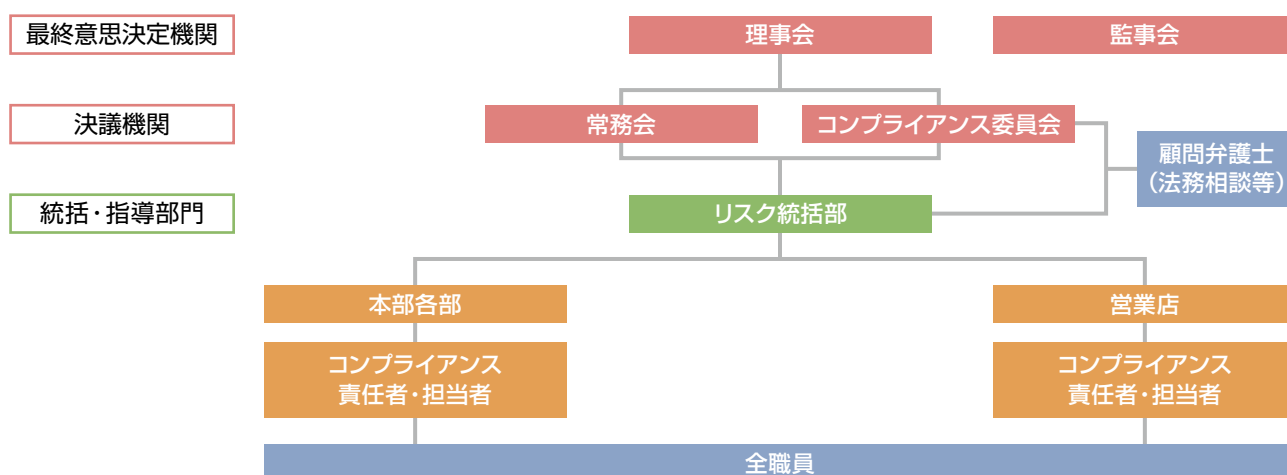 最終意思決定機関
理事会
監事会
決議機関
常務会
コンプライアンス委員会
顧問弁護士
(法務相談等)
統括・指導部門
リスク統括部
本部各部
営業店
コンプライアンス
責任者・担当者
コンプライアンス
責任者・担当者
全職員